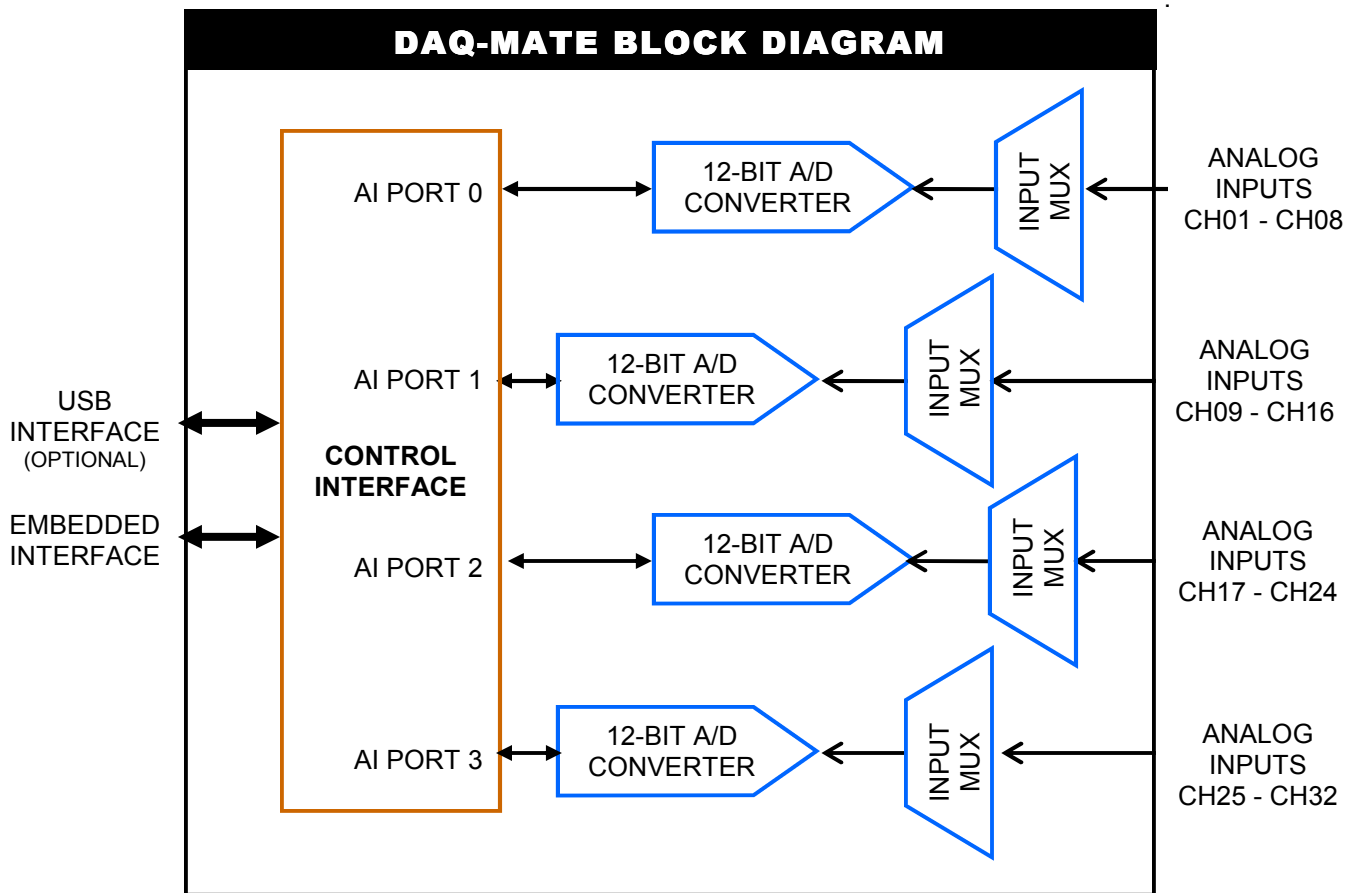 DAQ-MATE BLOCK DIAGRAM
AI PORT 0
12-BIT A/D
CONVERTER
INPUT
MUX
ANALOG
INPUTS
CH01 - CH08
AI PORT 1
12-BIT A/D
CONVERTER
INPUT
MUX
ANALOG
INPUTS
CH09 - CH16
USB
INTERFACE
(OPTIONAL)
CONTROL
INTERFACE
EMBEDDED
INTERFACE
AI PORT 2
12-BIT A/D
CONVERTER
INPUT
MUX
ANALOG
INPUTS
CH17 - CH24
AI PORT 3
12-BIT A/D
CONVERTER
INPUT
MUX
ANALOG
INPUTS
CH25 - CH32